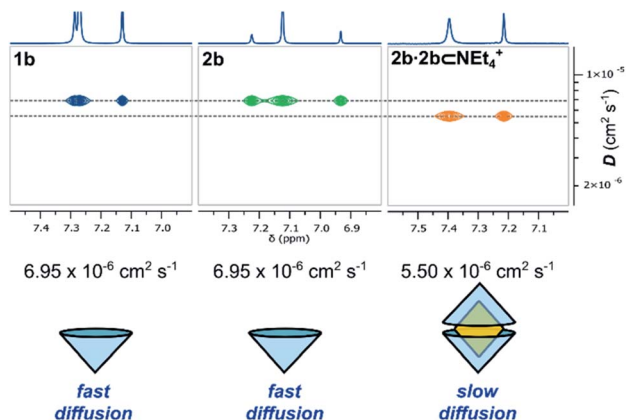 1b 2b 2b·2b⊂NEt₄⁺
1×10⁻⁵
D (cm² s⁻¹)
2×10⁻⁶
7.4 7.3 7.2 7.1 7.0 7.3 7.2 7.1 7.0 6.9 7.5 7.4 7.3 7.2 7.1
δ (ppm)
6.95 x 10⁻⁶ cm² s⁻¹ 6.95 x 10⁻⁶ cm² s⁻¹ 5.50 x 10⁻⁶ cm² s⁻¹
fast fast slow
diffusion diffusion diffusion